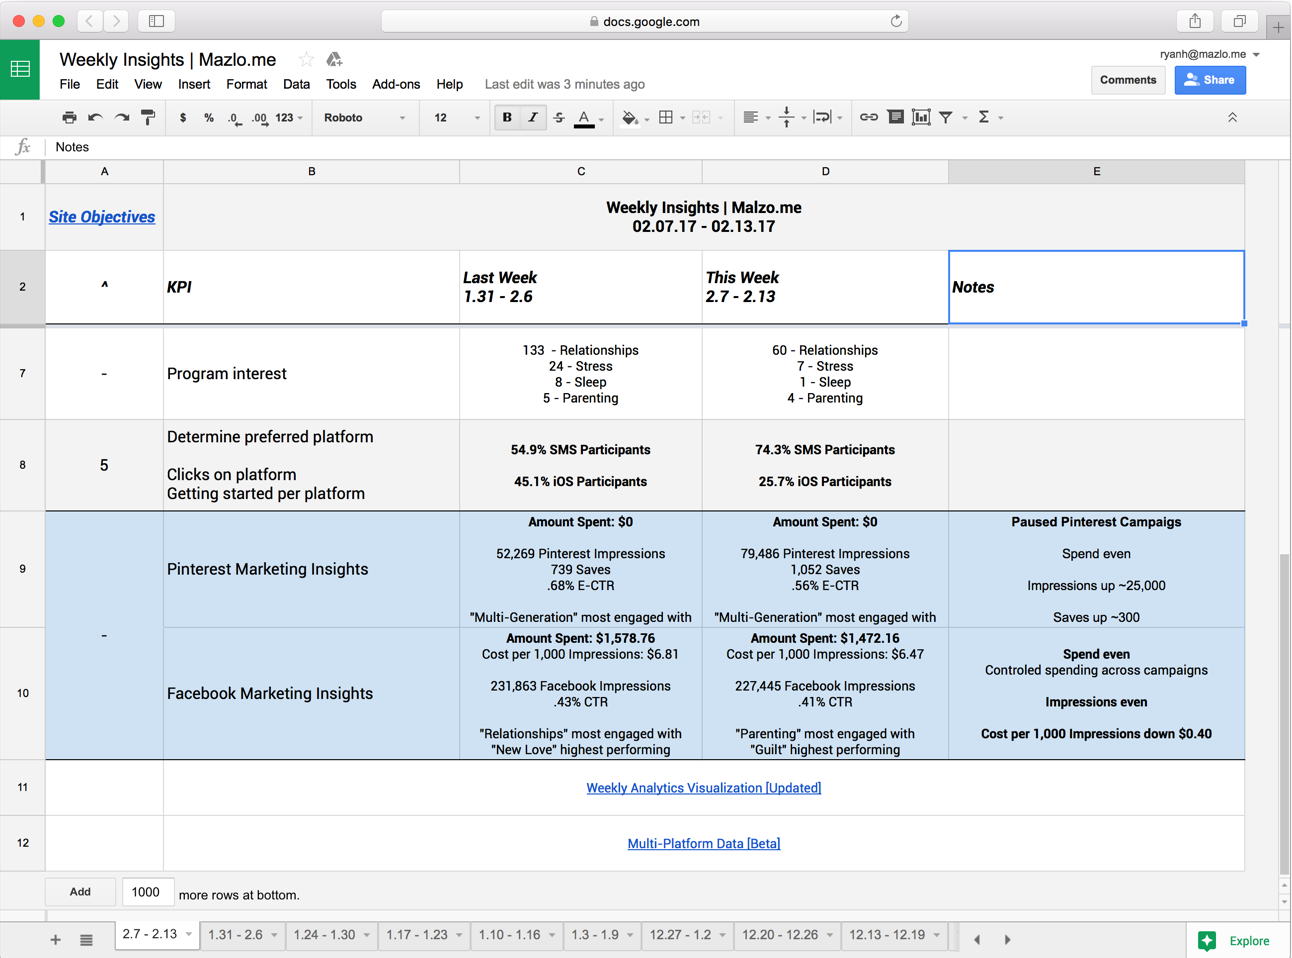 docs.google.com
Weekly Insights | Mazlo.me
ryanh@mazlo.me
File Edit View Insert Format Data Tools Add-ons Help Last edit was 3 minutes ago
Comments Share
$ % .0 .00 123 Roboto 12 B I S A Σ
fx Notes
A B C D E
1 Site Objectives
Weekly Insights | Malzo.me
02.07.17 - 02.13.17
2 ^ KPI
Last Week
1.31 - 2.6
This Week
2.7 - 2.13
Notes
7 - Program interest
133 - Relationships
24 - Stress
8 - Sleep
5 - Parenting
60 - Relationships
7 - Stress
1 - Sleep
4 - Parenting
8 5
Determine preferred platform
Clicks on platform
Getting started per platform
54.9% SMS Participants
45.1% iOS Participants
74.3% SMS Participants
25.7% iOS Participants
9 - Pinterest Marketing Insights
Amount Spent: $0
52,269 Pinterest Impressions
739 Saves
.68% E-CTR
"Multi-Generation" most engaged with
Amount Spent: $0
79,486 Pinterest Impressions
1,052 Saves
.56% E-CTR
"Multi-Generation" most engaged with
Paused Pinterest Campaigs
Spend even
Impressions up ~25,000
Saves up ~300
10 Facebook Marketing Insights
Amount Spent: $1,578.76
Cost per 1,000 Impressions: $6.81
231,863 Facebook Impressions
.43% CTR
"Relationships" most engaged with
"New Love" highest performing
Amount Spent: $1,472.16
Cost per 1,000 Impressions: $6.47
227,445 Facebook Impressions
.41% CTR
"Parenting" most engaged with
"Guilt" highest performing
Spend even
Controled spending across campaigns
Impressions even
Cost per 1,000 Impressions down $0.40
11 Weekly Analytics Visualization [Updated]
12 Multi-Platform Data [Beta]
Add 1000 more rows at bottom.
2.7 - 2.13 1.31 - 2.6 1.24 - 1.30 1.17 - 1.23 1.10 - 1.16 1.3 - 1.9 12.27 - 1.2 12.20 - 12.26 12.13 - 12.19 Explore